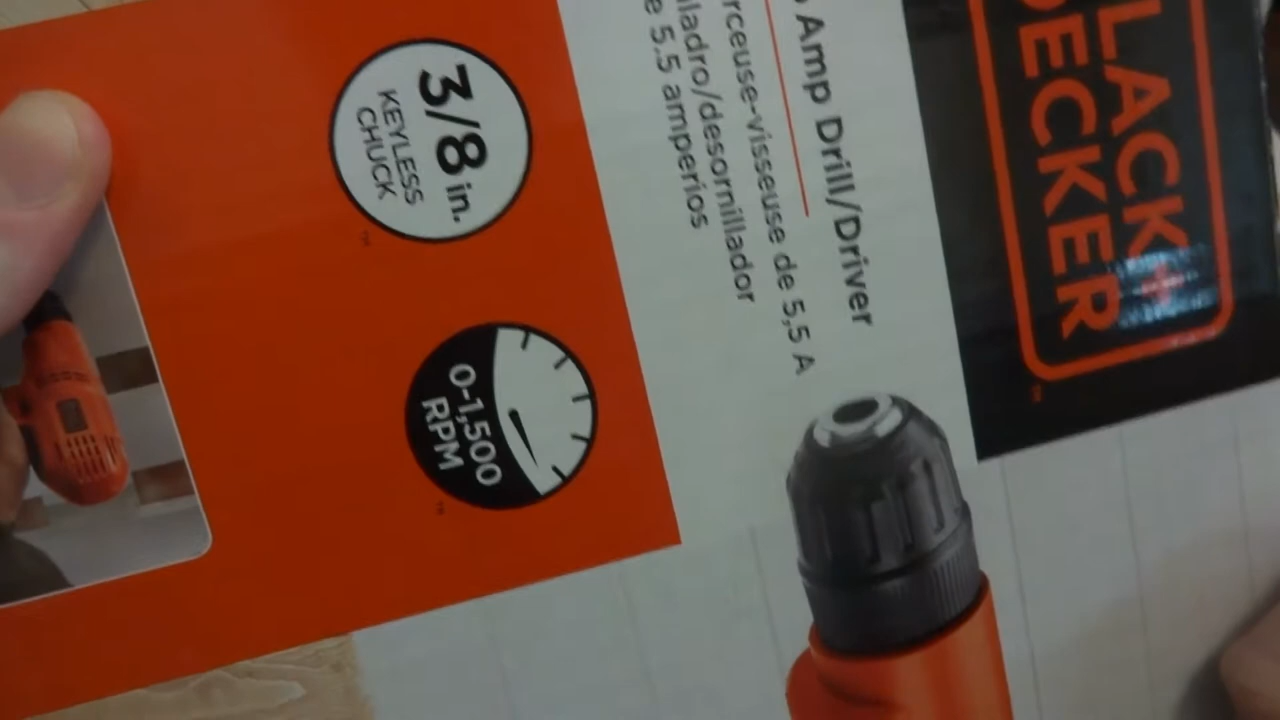 LACK+
DECKER
Amp Drill/Driver
rceuse-visseuse de 5,5 A
ladro/desornillador
e 5.5 amperios
3/8 in.
KEYLESS
CHUCK
0-1,500
RPM